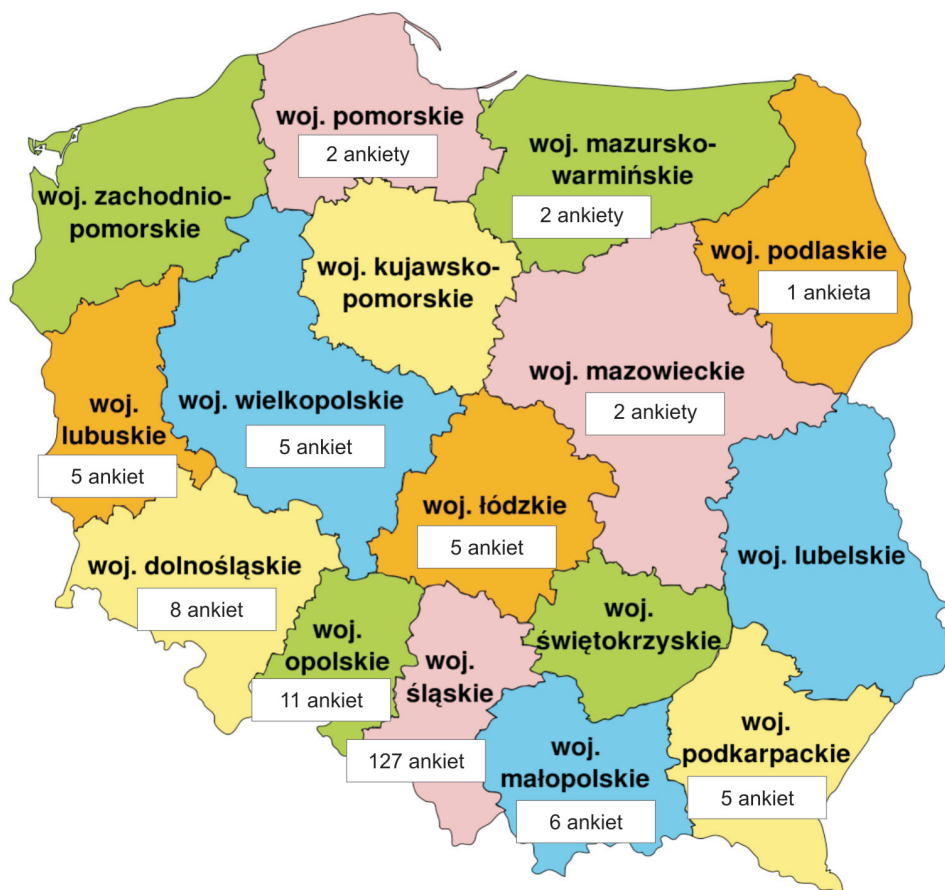 woj. pomorskie
2 ankiety
woj. mazursko-
warmińskie
2 ankiety
woj. zachodnio-
pomorskie
woj. podlaskie
1 ankieta
woj. kujawsko-
pomorskie
woj. mazowieckie
2 ankiety
woj. wielkopolskie
5 ankiet
woj.
lubuskie
5 ankiet
woj. łódzkie
5 ankiet
woj. lubelskie
woj. dolnośląskie
8 ankiet
woj.
świętokrzyskie
woj.
opolskie
11 ankiet
woj.
śląskie
127 ankiet
woj.
małopolskie
6 ankiet
woj.
podkarpackie
5 ankiet